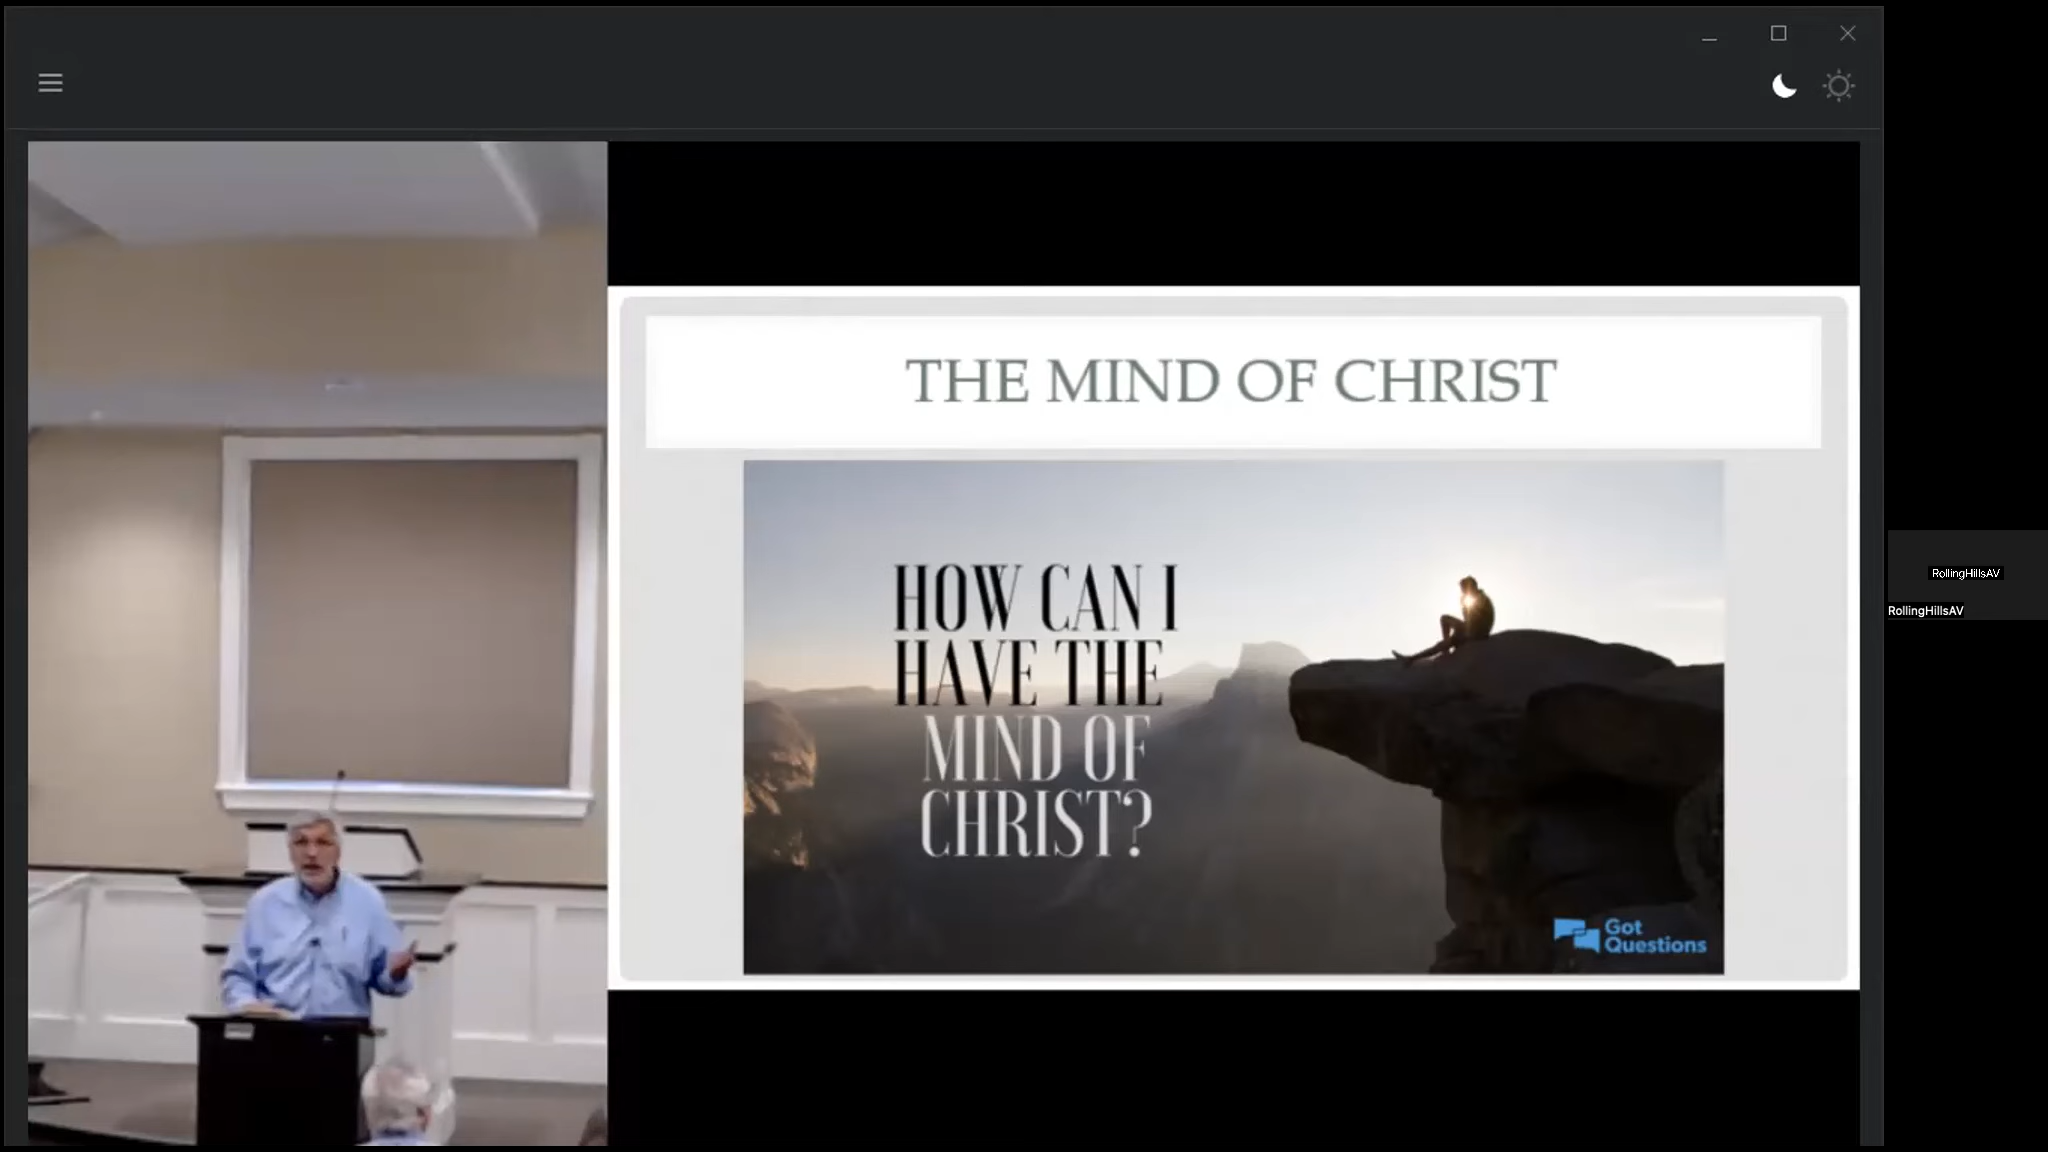 THE MIND OF CHRIST
HOW CAN I
HAVE THE
MIND OF
CHRIST?
Got
Questions
RollingHillsAV
RollingHillsAV